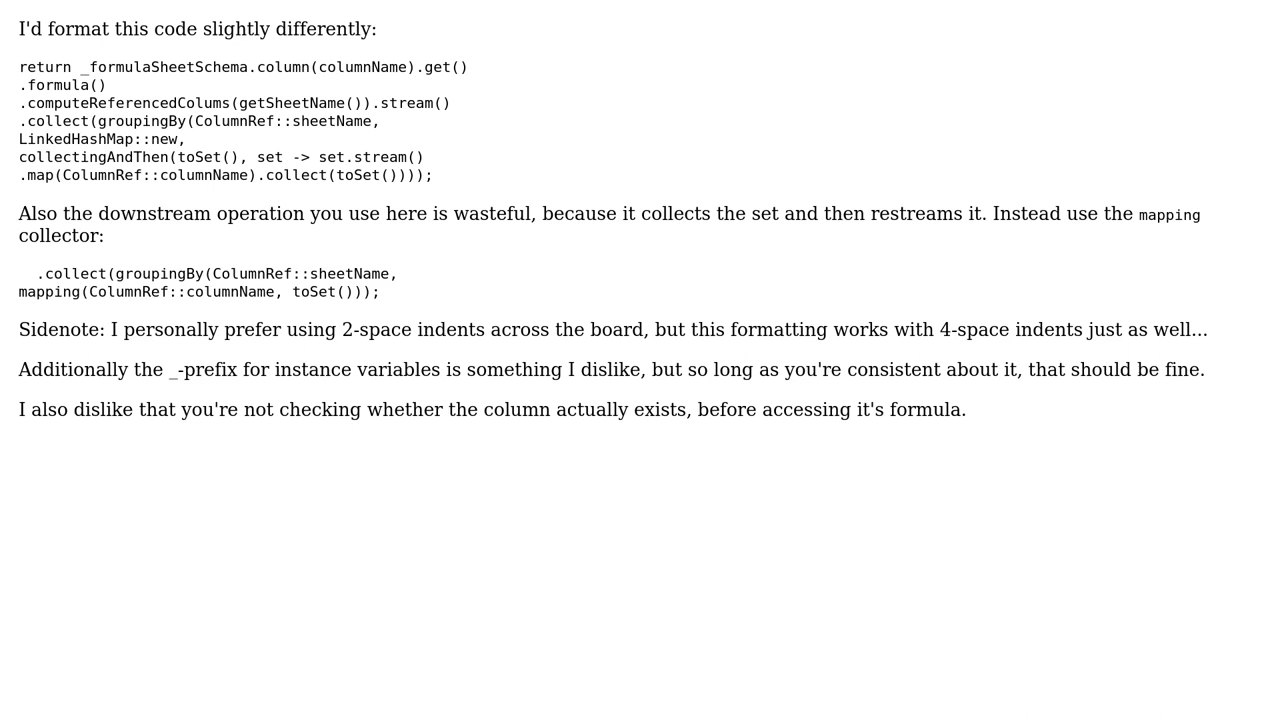 I'd format this code slightly differently:
return _formulaSheetSchema.column(columnName).get()
.formula()
.computeReferencedColums(getSheetName()).stream()
.collect(groupingBy(ColumnRef::sheetName,
LinkedHashMap::new,
collectingAndThen(toSet(), set -> set.stream()
.map(ColumnRef::columnName).collect(toSet())));
Also the downstream operation you use here is wasteful, because it collects the set and then restreams it. Instead use the mapping
collector:
  .collect(groupingBy(ColumnRef::sheetName,
mapping(ColumnRef::columnName, toSet()));
Sidenote: I personally prefer using 2-space indents across the board, but this formatting works with 4-space indents just as well...
Additionally the _-prefix for instance variables is something I dislike, but so long as you're consistent about it, that should be fine.
I also dislike that you're not checking whether the column actually exists, before accessing it's formula.